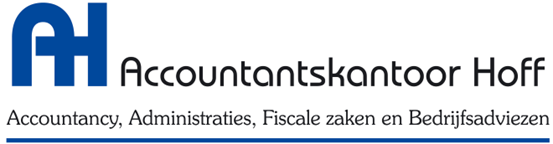 AH Accountantskantoor Hoff
Accountancy, Administraties, Fiscale zaken en Bedrijfsadviezen